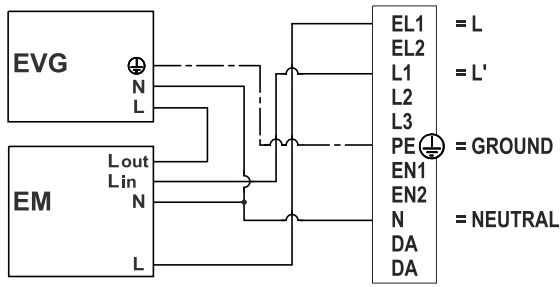 EVG
N
L
EM
Lout
Lin
N
L
EL1 = L
EL2
L1 = L'
L2
L3
PE = GROUND
EN1
EN2
N = NEUTRAL
DA
DA